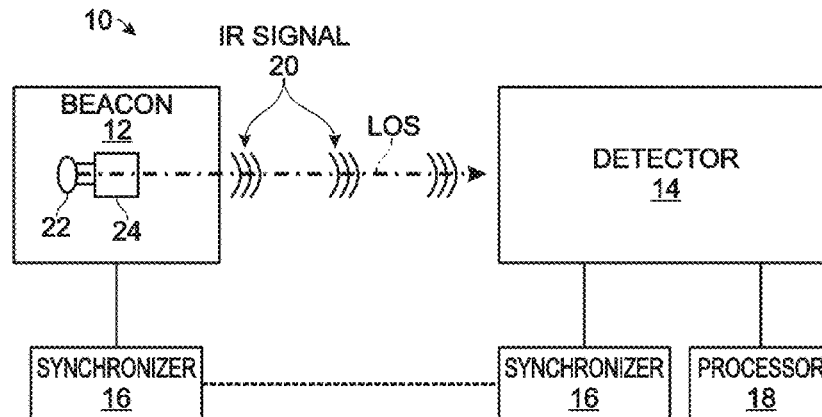 10
IR SIGNAL
20
BEACON
12
LOS
DETECTOR
14
22
24
SYNCHRONIZER
16
SYNCHRONIZER
16
PROCESSOR
18